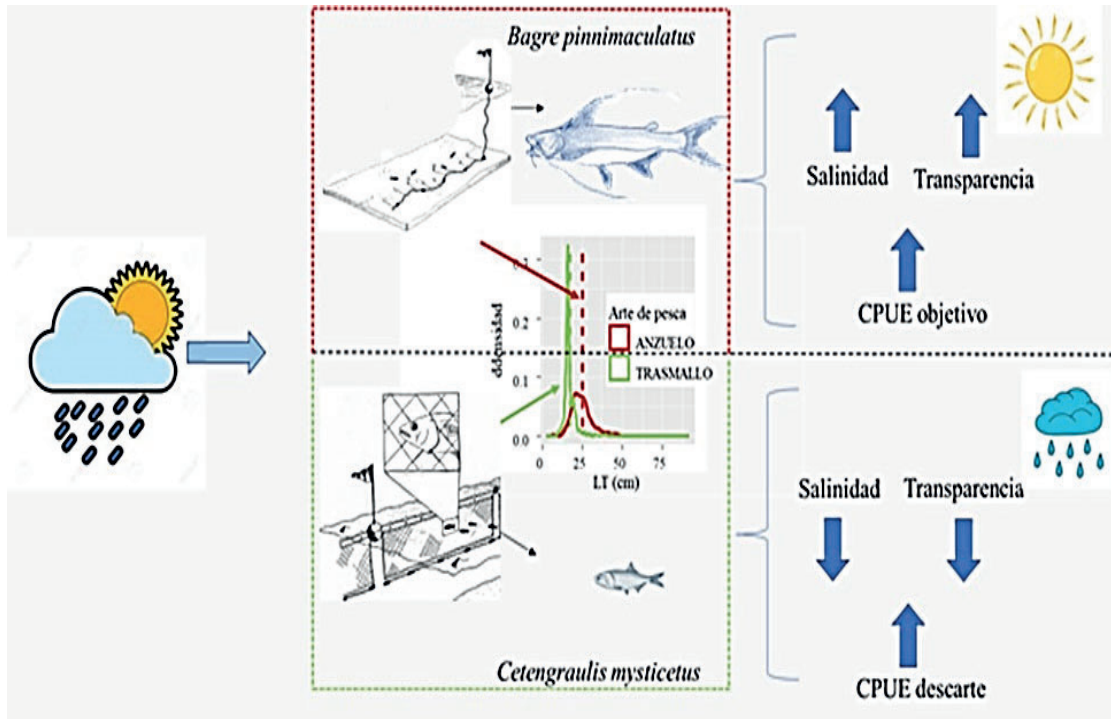 Bagre pinnimaculatus
Salinidad
Transparencia
CPUE objetivo
ddensidad
0.2
0.1
0.0
0
25
50
75
LT (cm)
Arte de pesca
ANZUELO
TRASMALLO
Salinidad
Transparencia
CPUE descarte
Cetengraulis mysticetus